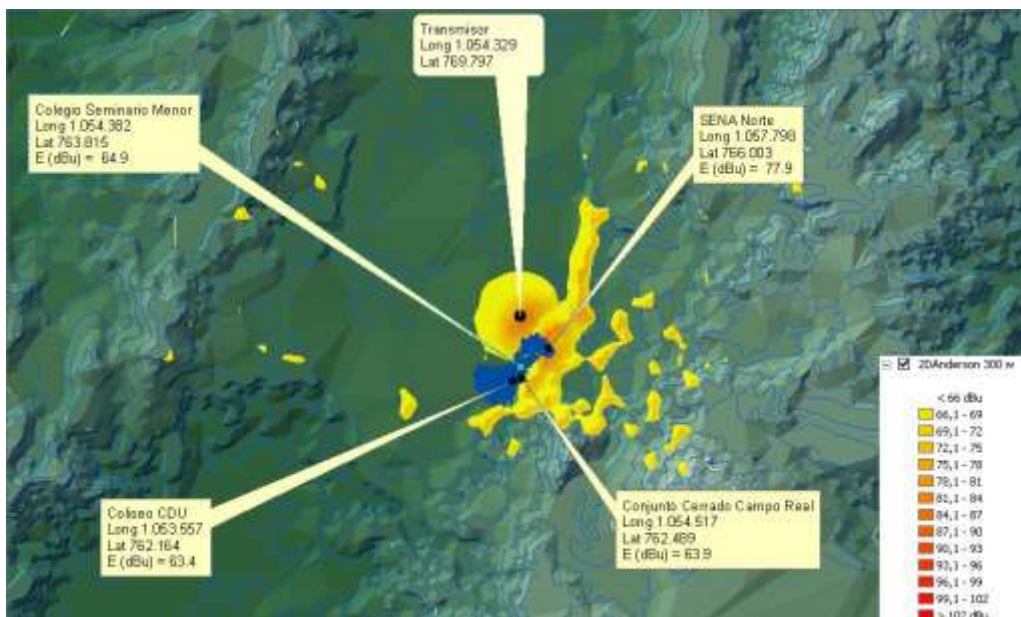 Transmisor
Long 1.054.329
Lat 769.797
Colegio Seminario Menor
Long 1.054.382
Lat 763.815
E (dBu) = 64.9
SENA Norte
Long 1.057.798
Lat 766.003
E (dBu) = 77.9
Coliseo CDU
Long 1.053.557
Lat 762.164
E (dBu) = 63.4
Conjunto Cerrado Campo Real
Long 1.054.517
Lat 762.489
E (dBu) = 63.9
2DAnderson 300 w
< 66 dBu
66,1 - 69
69,1 - 72
72,1 - 75
75,1 - 78
78,1 - 81
81,1 - 84
84,1 - 87
87,1 - 90
90,1 - 93
93,1 - 96
96,1 - 99
99,1 - 102
> 102 dBu